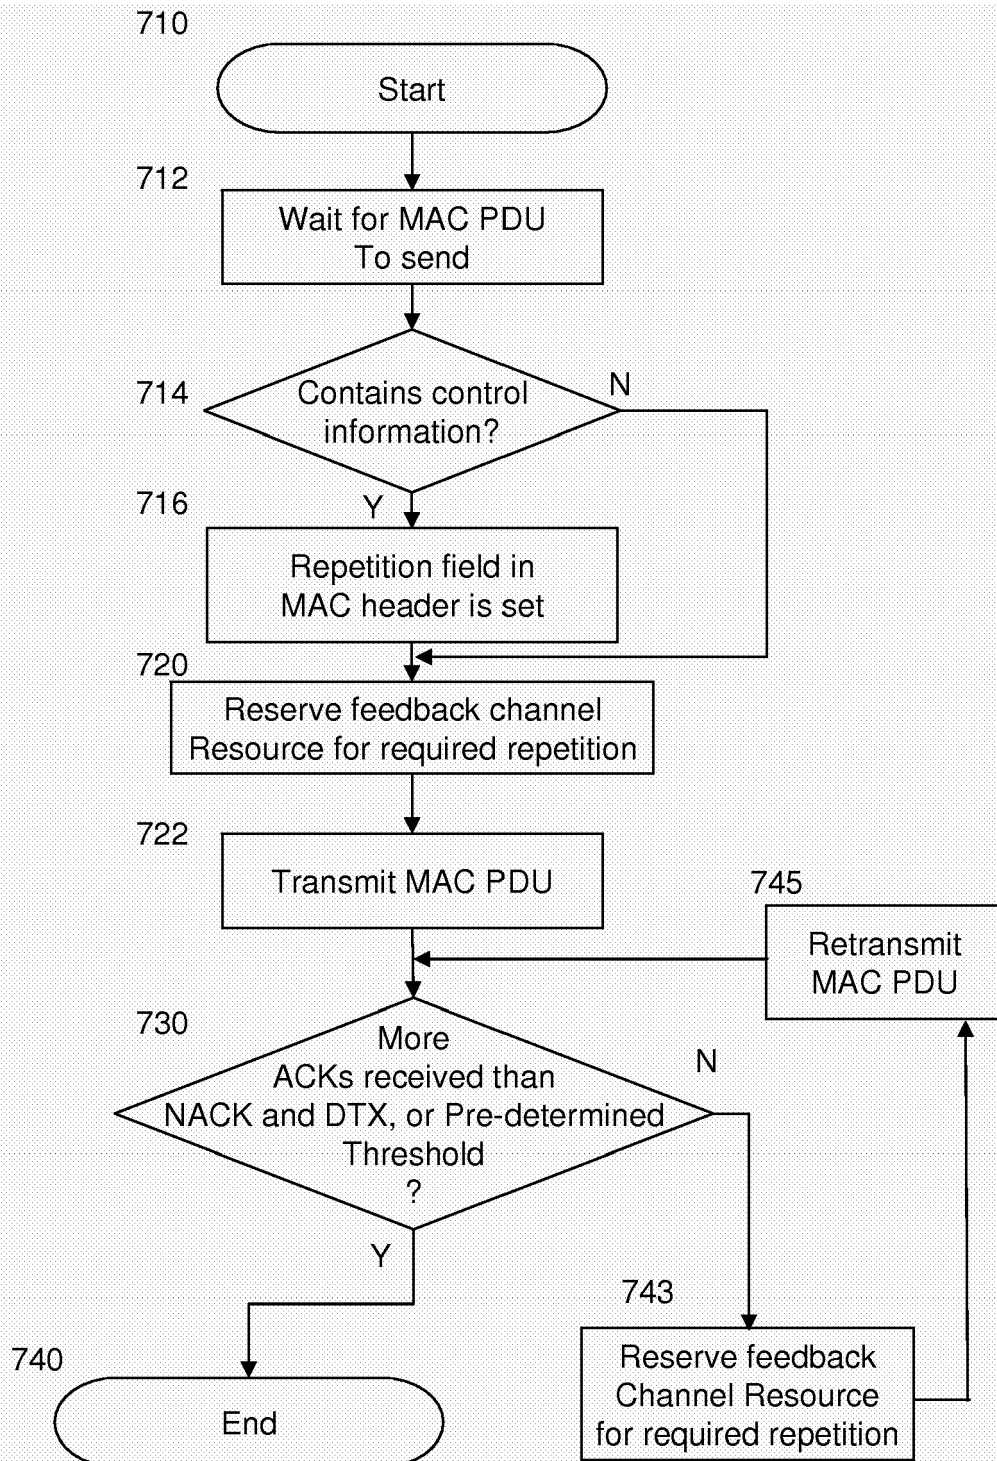 710
Start
712
Wait for MAC PDU
To send
714
Contains control
information?
N
Y
716
Repetition field in
MAC header is set
720
Reserve feedback channel
Resource for required repetition
722
Transmit MAC PDU
745
Retransmit
MAC PDU
730
More
ACKs received than
NACK and DTX, or Pre-determined
Threshold
?
N
Y
743
Reserve feedback
Channel Resource
for required repetition
740
End